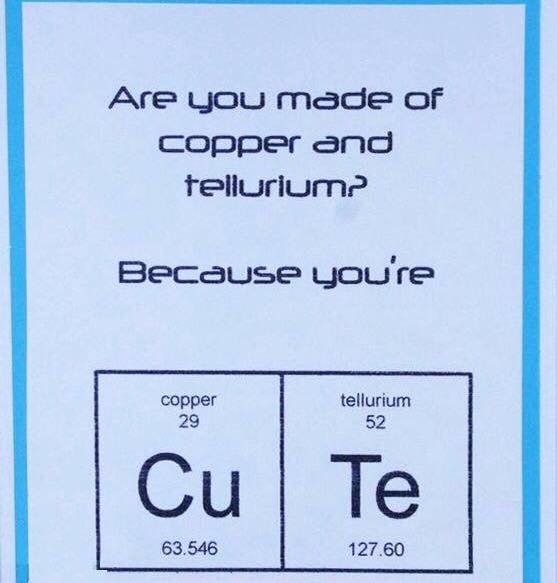 Are you made of
copper and
tellurium?
Because you're
copper tellurium
29 52
Cu Te
63.546 127.60